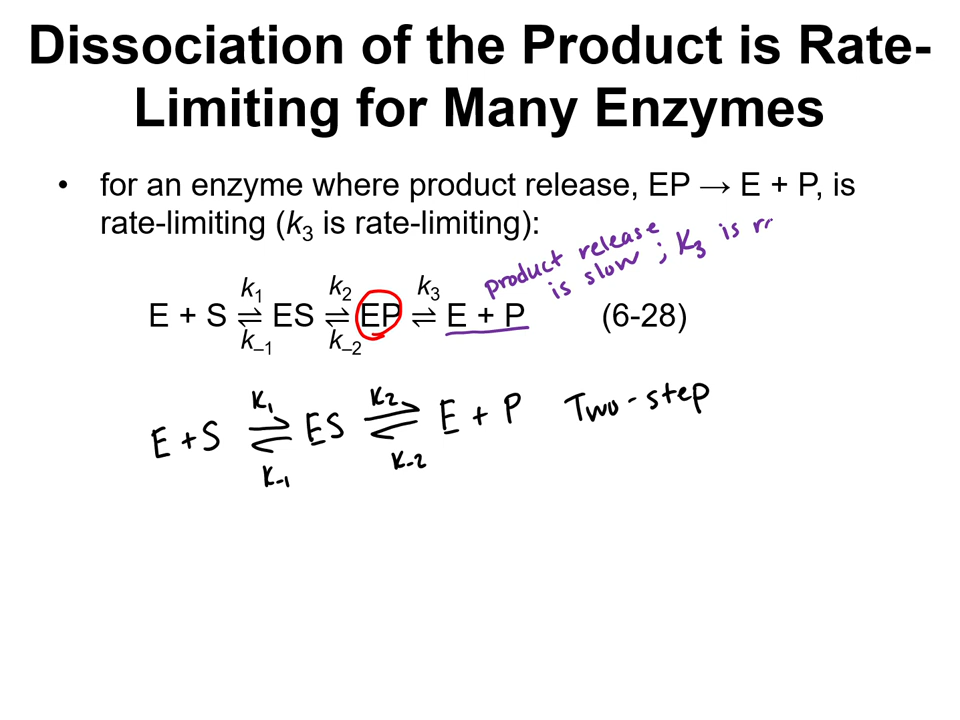 Dissociation of the Product is Rate-
Limiting for Many Enzymes
• for an enzyme where product release, EP → E + P, is
rate-limiting (k₃ is rate-limiting):
product release
is slow ; K₃ is
k₁ k₂ k₃
E + S ⇌ ES ⇌ EP ⇌ E + P (6-28)
k₋₁ k₋₂
K₁ K₂
E + S ⇌ ES ⇌ E + P Two-step
K₋₁ K₋₂